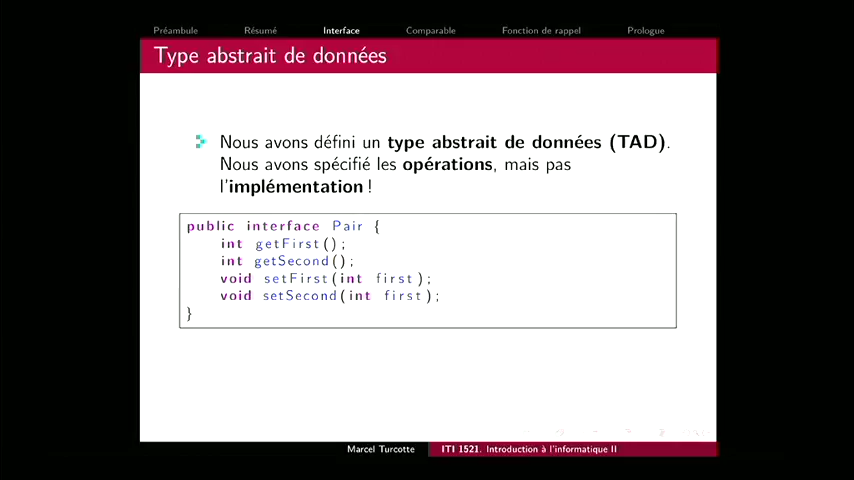 Préambule Résumé Interface Comparable Fonction de rappel Prologue
Type abstrait de données
Nous avons défini un type abstrait de données (TAD).
Nous avons spécifié les opérations, mais pas
l'implémentation !
public interface Pair {
int getFirst();
int getSecond();
void setFirst(int first);
void setSecond(int first);
}
Marcel Turcotte ITI 1521. Introduction à l'informatique II